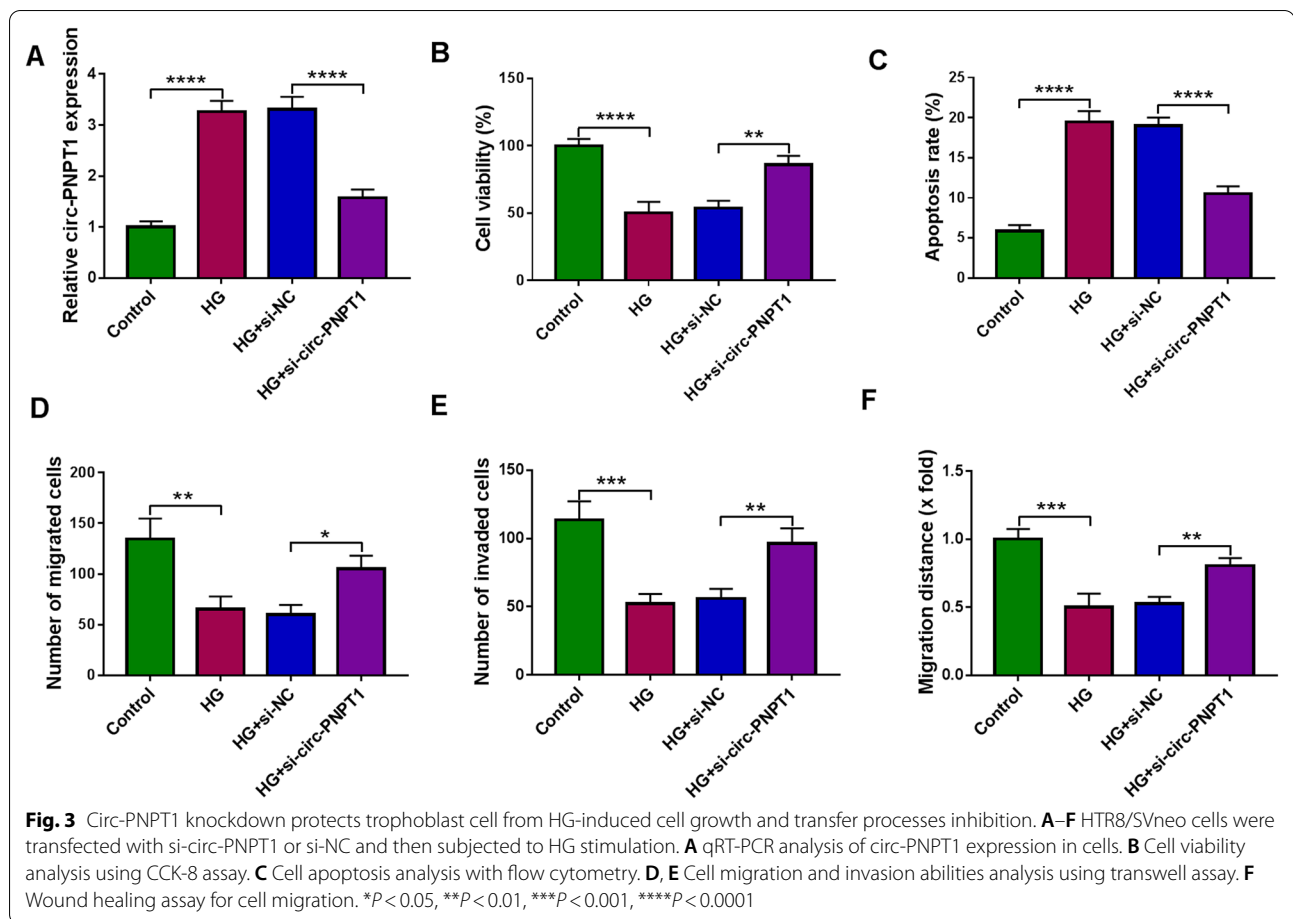 A
Relative circ-PNPT1 expression
4
3
2
1
0
****
****
Control
HG
HG+si-NC
HG+si-circ-PNPT1
B
Cell viability (%)
150
100
50
0
****
**
Control
HG
HG+si-NC
HG+si-circ-PNPT1
C
Apoptosis rate (%)
25
20
15
10
5
0
****
****
Control
HG
HG+si-NC
HG+si-circ-PNPT1
D
Number of migrated cells
200
150
100
50
0
**
*
Control
HG
HG+si-NC
HG+si-circ-PNPT1
E
Number of invaded cells
150
100
50
0
***
**
Control
HG
HG+si-NC
HG+si-circ-PNPT1
F
Migration distance (x fold)
1.5
1.0
0.5
0.0
***
**
Control
HG
HG+si-NC
HG+si-circ-PNPT1
Fig. 3 Circ-PNPT1 knockdown protects trophoblast cell from HG-induced cell growth and transfer processes inhibition. A–F HTR8/SVneo cells were
transfected with si-circ-PNPT1 or si-NC and then subjected to HG stimulation. A qRT-PCR analysis of circ-PNPT1 expression in cells. B Cell viability
analysis using CCK-8 assay. C Cell apoptosis analysis with flow cytometry. D, E Cell migration and invasion abilities analysis using transwell assay. F
Wound healing assay for cell migration. *P < 0.05, **P < 0.01, ***P < 0.001, ****P < 0.0001